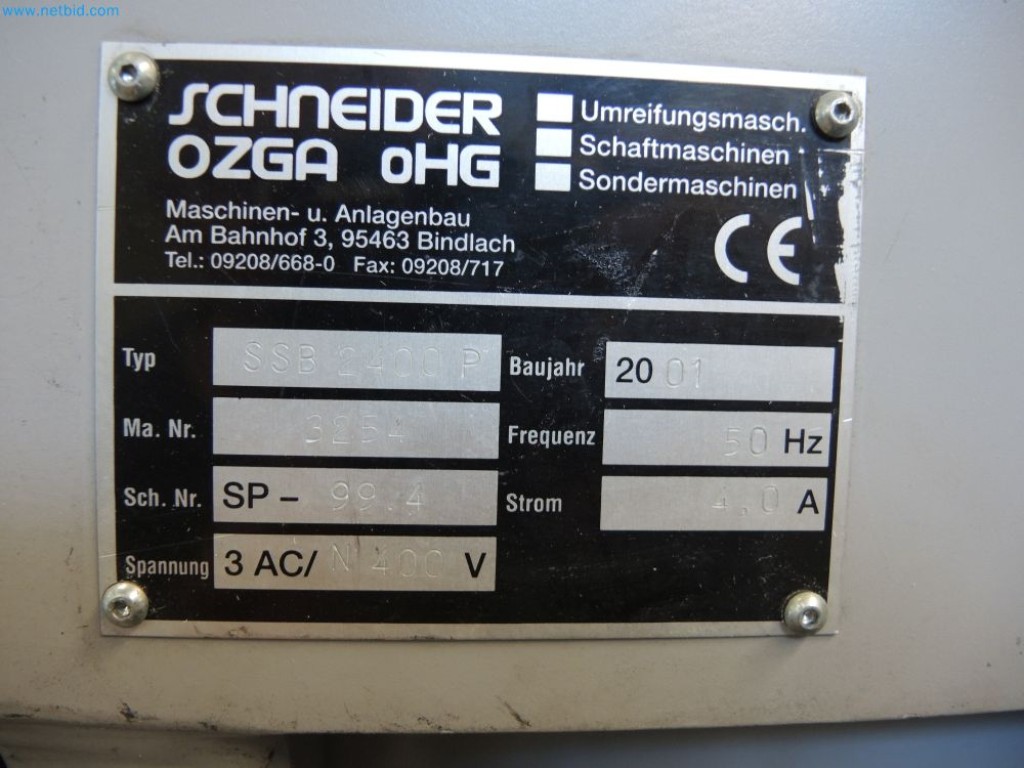 www.netbid.com
SCHNEIDER
OZGA oHG
Maschinen- u. Anlagenbau
Am Bahnhof 3, 95463 Bindlach
Tel.: 09208/668-0 Fax: 09208/717
Umreifungsmasch.
Schaftmaschinen
Sondermaschinen
CE
Typ SSB 2400 P
Baujahr 2001
Ma. Nr. 3254
Frequenz 50 Hz
Sch. Nr. SP - 99.4
Strom 4.0 A
Spannung 3 AC/ N 400 V